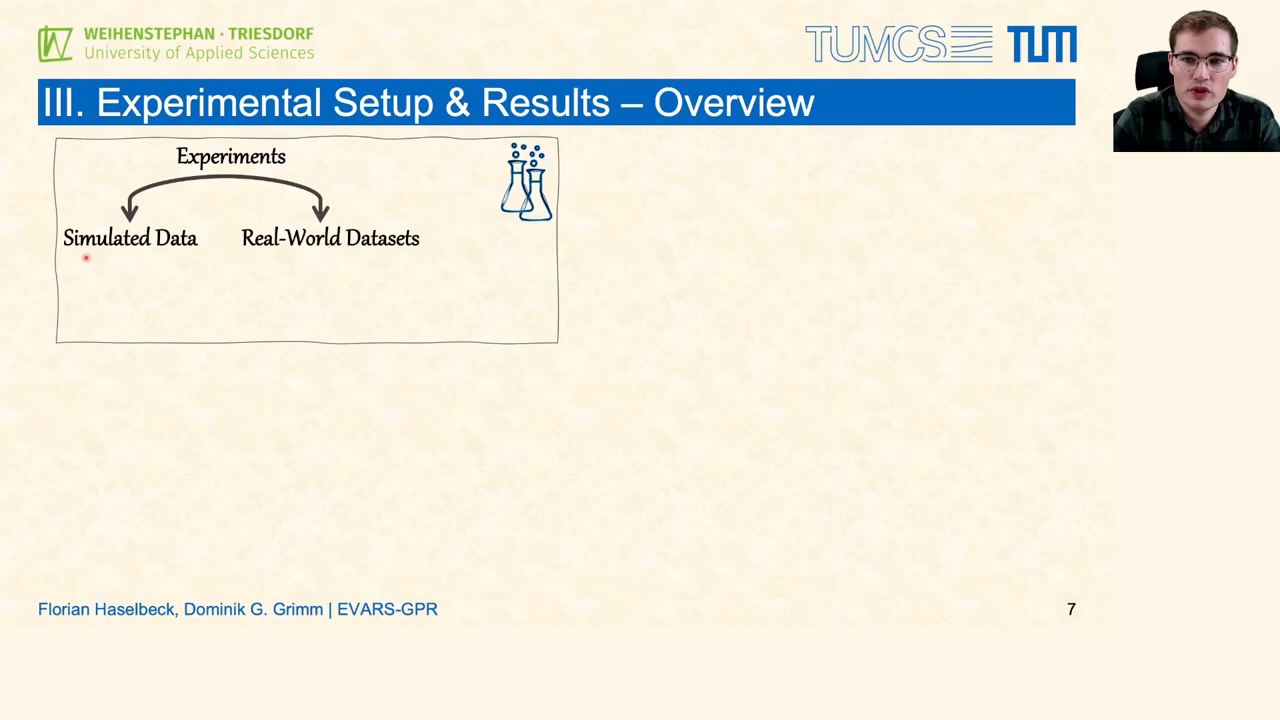 WEIHENSTEPHAN · TRIESDORF
University of Applied Sciences
TUMCS
TUM
III. Experimental Setup & Results – Overview
Experiments
Simulated Data
Real-World Datasets
Florian Haselbeck, Dominik G. Grimm | EVARS-GPR
7